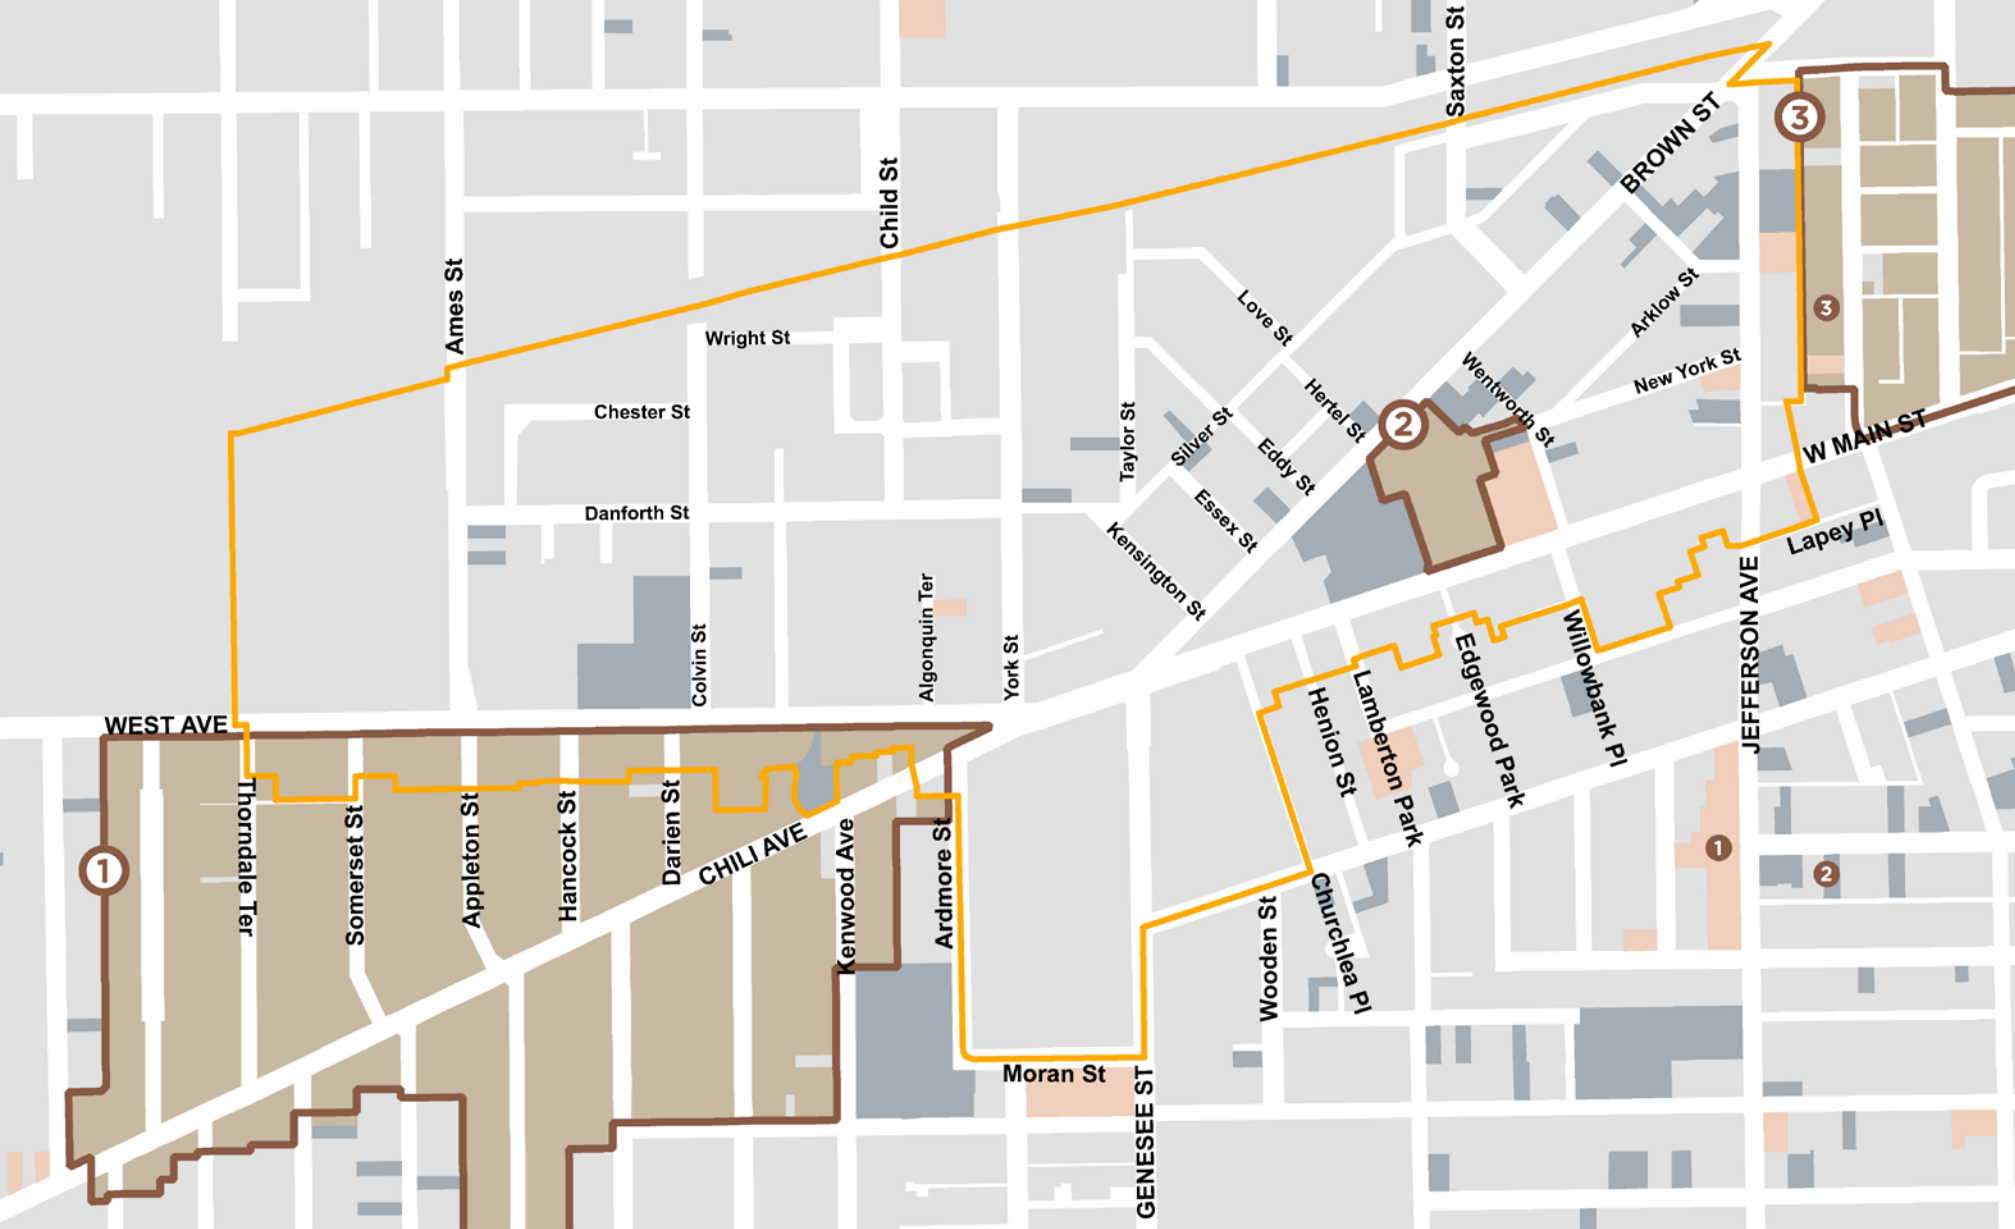 Saxton St
BROWN ST
3
Child St
Ames St
Love St
Arklow St
3
Wright St
Wentworth St
New York St
Hertel St
Chester St
Taylor St
Silver St
2
W MAIN ST
Eddy St
Danforth St
Essex St
Lapey Pl
Kensington St
Algonquin Ter
Colvin St
York St
JEFFERSON AVE
Willowbank Pl
Edgewood Park
Lamberton Park
Henion St
WEST AVE
Thorndale Ter
Somerset St
Appleton St
Hancock St
Darien St
CHILI AVE
Kenwood Ave
Ardmore St
1
1
2
Churchlea Pl
Wooden St
Moran St
GENESEE ST